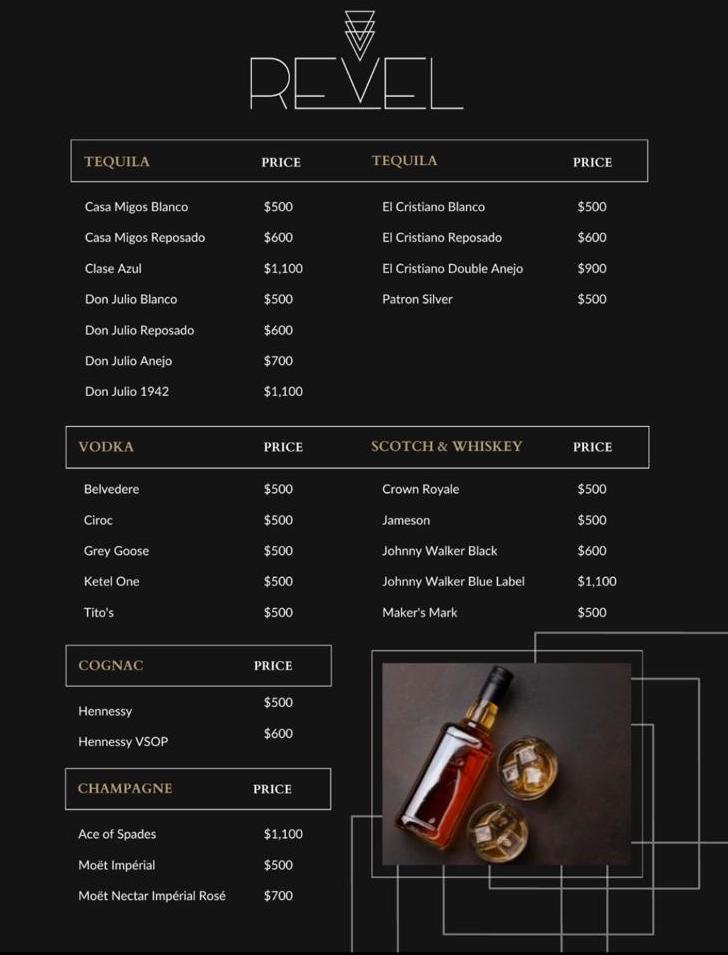 REVEL
TEQUILA PRICE TEQUILA PRICE
Casa Migos Blanco $500 El Cristiano Blanco $500
Casa Migos Reposado $600 El Cristiano Reposado $600
Clase Azul $1,100 El Cristiano Double Anejo $900
Don Julio Blanco $500 Patron Silver $500
Don Julio Reposado $600
Don Julio Anejo $700
Don Julio 1942 $1,100
VODKA PRICE SCOTCH & WHISKEY PRICE
Belvedere $500 Crown Royale $500
Ciroc $500 Jameson $500
Grey Goose $500 Johnny Walker Black $600
Ketel One $500 Johnny Walker Blue Label $1,100
Tito's $500 Maker's Mark $500
COGNAC PRICE
Hennessy $500
Hennessy VSOP $600
CHAMPAGNE PRICE
Ace of Spades $1,100
Moët Impérial $500
Moët Nectar Impérial Rosé $700